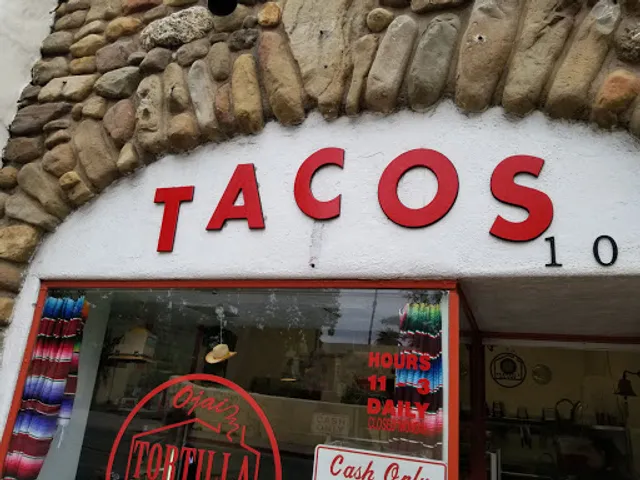 TACOS
10
HOURS
11 - 3
DAILY
Ojai
TORTILLA
Cash Only